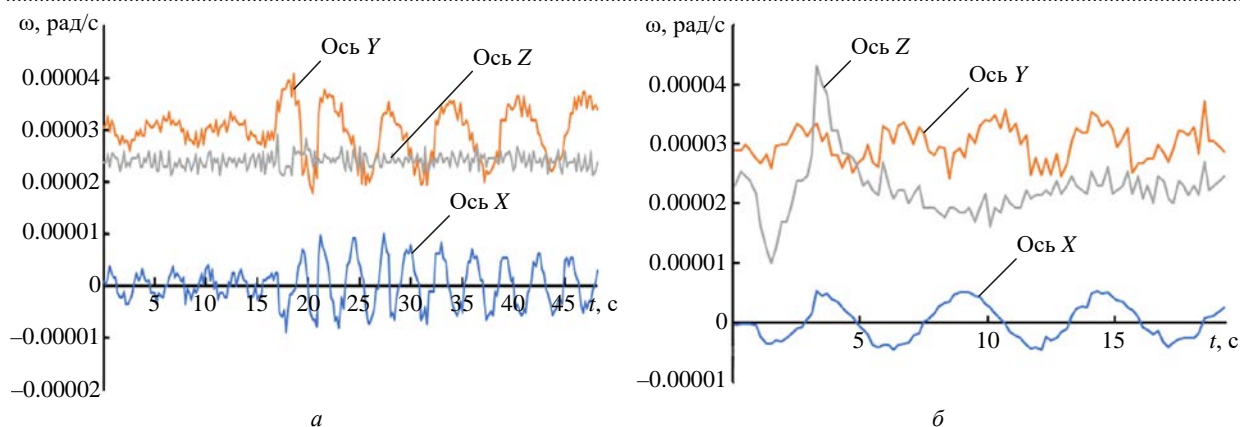 ω, рад/с
0.00004
0.00003
0.00002
0.00001
0
–0.00001
–0.00002
Ось Y
Ось Z
Ось X
5 10 15 20 25 30 35 40 45 t, с
а
ω, рад/с
0.00004
0.00003
0.00002
0.00001
0
–0.00001
Ось Z
Ось Y
Ось X
5 10 15 t, с
б